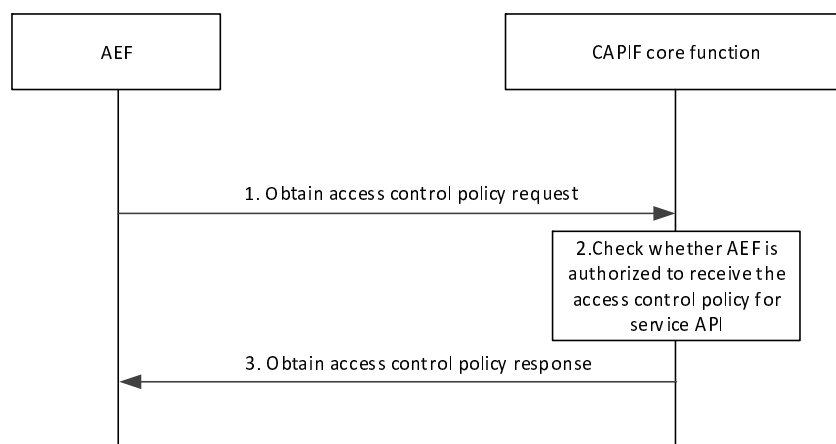 AEF
CAPIF core function
1. Obtain access control policy request
2.Check whether AEF is
authorized to receive the
access control policy for
service API
3. Obtain access control policy response